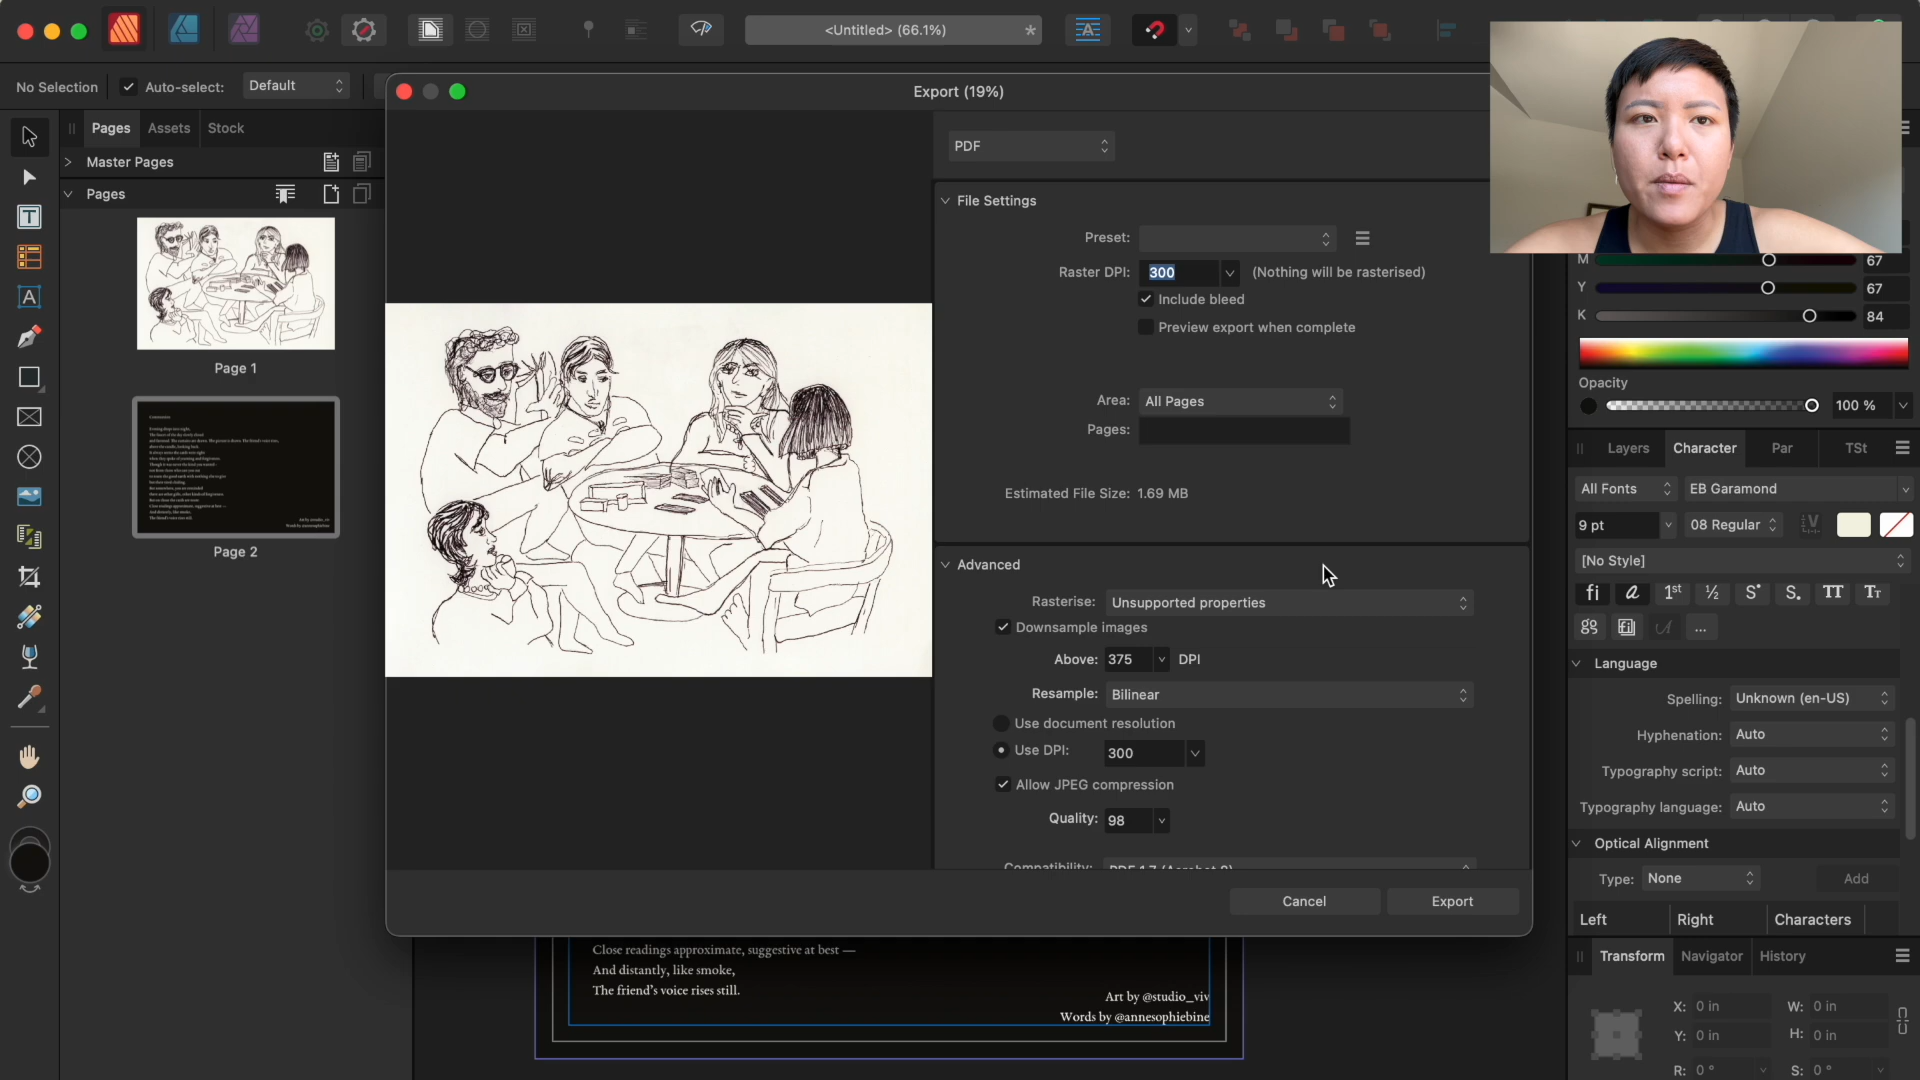 <Untitled> (66.1%)
*
No Selection
Auto-select:
Default
Pages
Assets
Stock
Master Pages
Pages
Page 1
Page 2
Export (19%)
PDF
File Settings
Preset:
Raster DPI:
300
(Nothing will be rasterised)
Include bleed
Preview export when complete
Area:
All Pages
Pages:
Estimated File Size: 1.69 MB
Advanced
Rasterise:
Unsupported properties
Downsample images
Above:
375
DPI
Resample:
Bilinear
Use document resolution
Use DPI:
300
Allow JPEG compression
Quality:
98
Compatibility:
PDF 1.7 (Acrobat 8)
Cancel
Export
Close readings approximate, suggestive at best —
And distantly, like smoke,
The friend's voice rises still.
Art by @studio_viv
Words by @annesophiebine
M
67
Y
67
K
84
Opacity
100 %
Layers
Character
Par
TSt
All Fonts
EB Garamond
9 pt
08 Regular
[No Style]
Language
Spelling:
Unknown (en-US)
Hyphenation:
Auto
Typography script:
Auto
Typography language:
Auto
Optical Alignment
Type:
None
Add
Left
Right
Characters
Transform
Navigator
History
X:
0 in
W:
0 in
Y:
0 in
H:
0 in
R:
0 °
S:
0 °